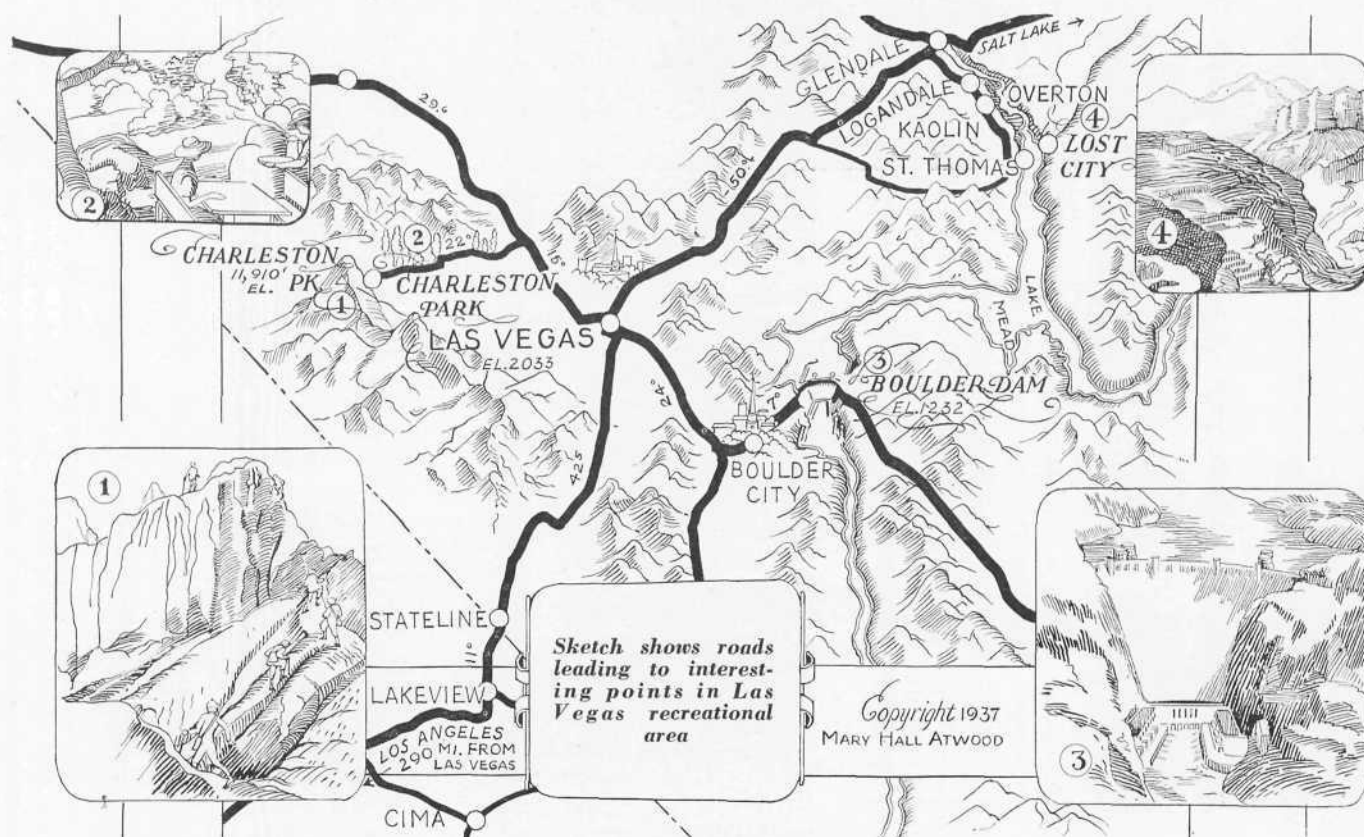 SALT LAKE →
GLENDALE
29.6
2
LOGANDALE
OVERTON
KAOLIN
4
LOST
CITY
ST. THOMAS
50.4
4
CHARLESTON
11,910'
EL.
PK
1
2
22°
CHARLESTON
PARK
15°
LAKE
MEAD
LAS VEGAS
EL. 2033
3
BOULDER DAM
EL. 1232
24°
7°
BOULDER
CITY
425
1
STATELINE
11°
LAKEVIEW
LOS ANGELES
290 MI. FROM
LAS VEGAS
CIMA
Sketch shows roads
leading to interest-
ing points in Las
Vegas recreational
area
Copyright 1937
MARY HALL ATWOOD
3